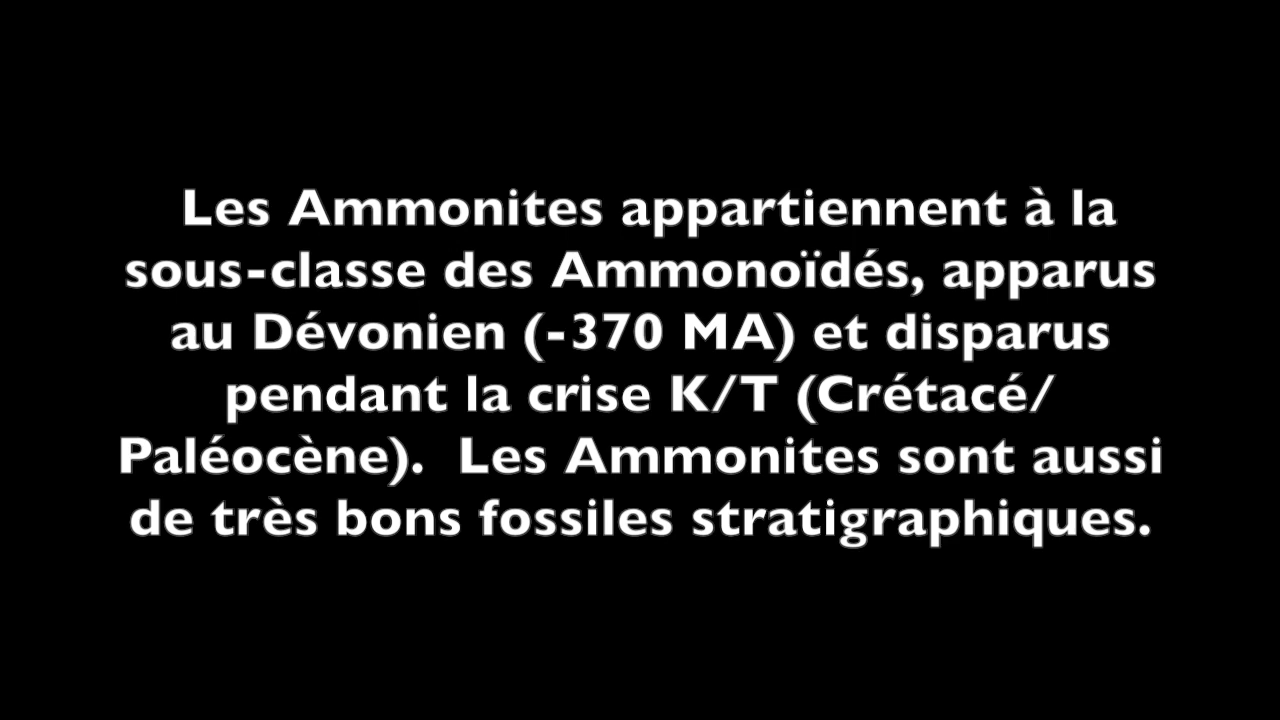 Les Ammonites appartiennent à la
sous-classe des Ammonoïdés, apparus
au Dévonien (-370 MA) et disparus
pendant la crise K/T (Crétacé/
Paléocène).  Les Ammonites sont aussi
de très bons fossiles stratigraphiques.